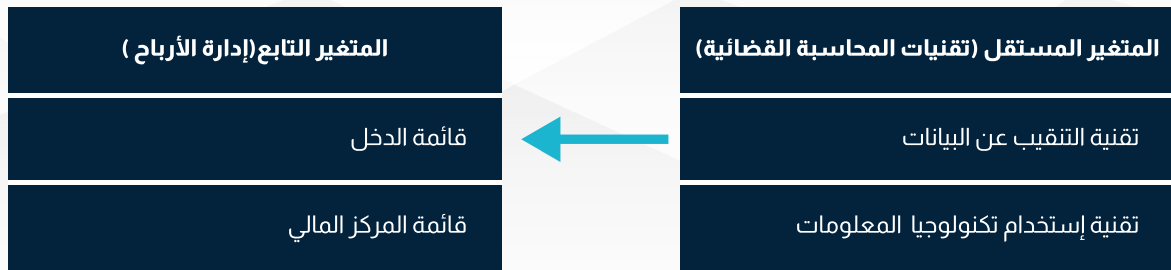 المتغير المستقل (تقنيات المحاسبة القضائية)
تقنية التنقيب عن البيانات
تقنية إستخدام تكنولوجيا المعلومات
المتغير التابع(إدارة الأرباح )
قائمة الدخل
قائمة المركز المالي